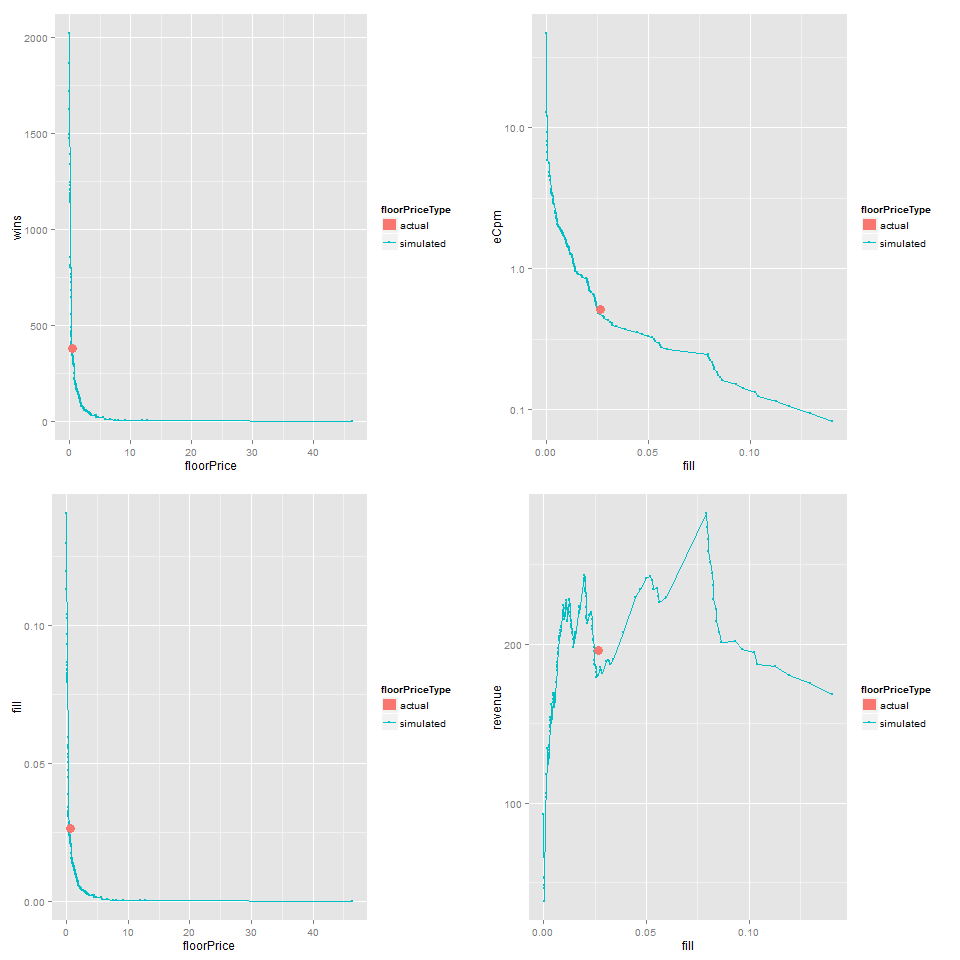 2000
1500
1000
500
0
wins
0 10 20 30 40
floorPrice
floorPriceType
actual
simulated
10.0
1.0
0.1
eCpm
0.00 0.05 0.10
fill
floorPriceType
actual
simulated
0.10
0.05
0.00
fill
0 10 20 30 40
floorPrice
floorPriceType
actual
simulated
200
100
revenue
0.00 0.05 0.10
fill
floorPriceType
actual
simulated